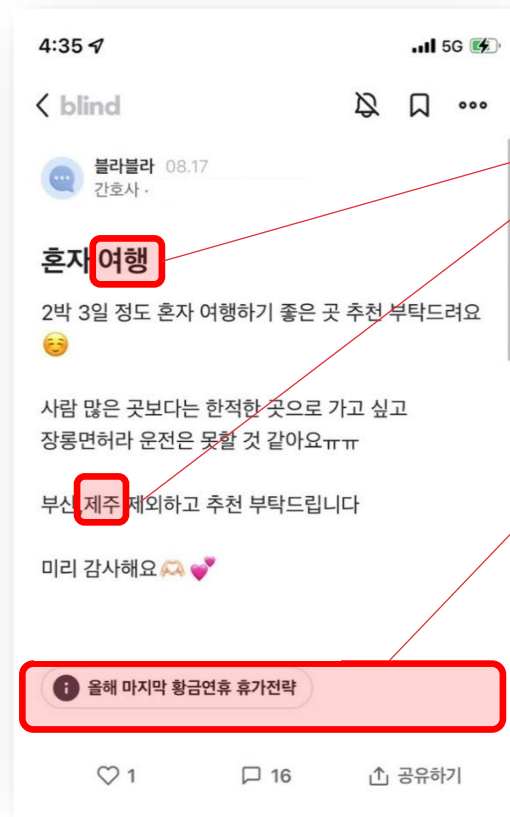 4:35 5G
blind
블라블라 08.17
간호사 ·
혼자 여행
2박 3일 정도 혼자 여행하기 좋은 곳 추천 부탁드려요
☺️
사람 많은 곳보다는 한적한 곳으로 가고 싶고
장롱면허라 운전은 못할 것 같아요ㅠㅠ
부산,제주 제외하고 추천 부탁드립니다
미리 감사해요🫶🏻 💕
올해 마지막 황금연휴 휴가전략
1 16 공유하기